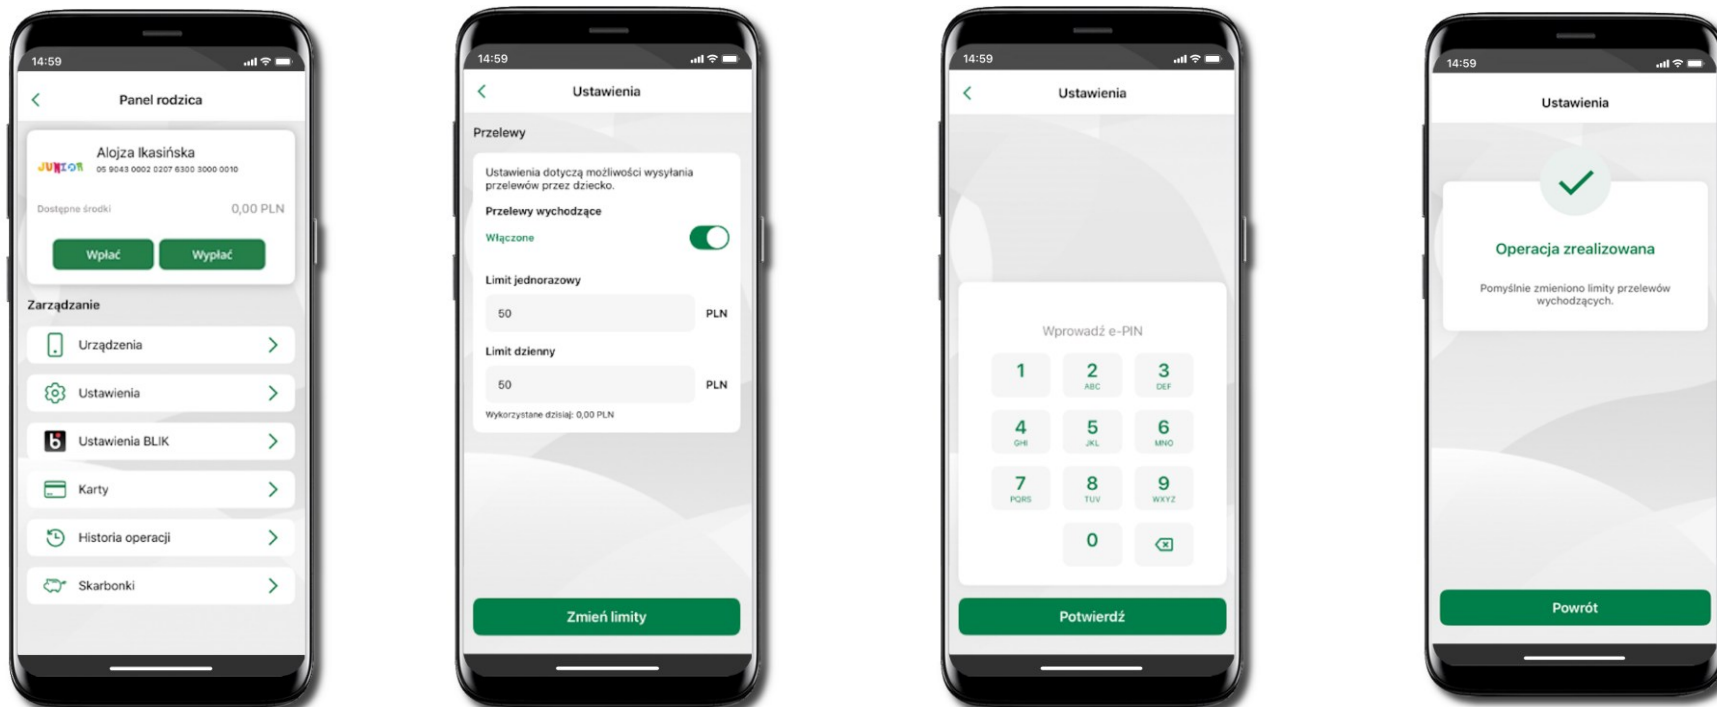 14:59
Panel rodzica
Alojza Ikasińska
JUNIOR
05 9043 0002 0207 6300 3000 0010
Dostępne środki
0,00 PLN
Wpłać
Wypłać
Zarządzanie
Urządzenia
Ustawienia
Ustawienia BLIK
Karty
Historia operacji
Skarbonki
14:59
Ustawienia
Przelewy
Ustawienia dotyczą możliwości wysyłania
przelewów przez dziecko.
Przelewy wychodzące
Włączone
Limit jednorazowy
50 PLN
Limit dzienny
50 PLN
Wykorzystane dzisiaj: 0,00 PLN
Zmień limity
14:59
Ustawienia
Wprowadź e-PIN
1 2 3
ABC DEF
4 5 6
GHI JKL MNO
7 8 9
PQRS TUV WXYZ
0
Potwierdź
14:59
Ustawienia
Operacja zrealizowana
Pomyślnie zmieniono limity przelewów
wychodzących.
Powrót